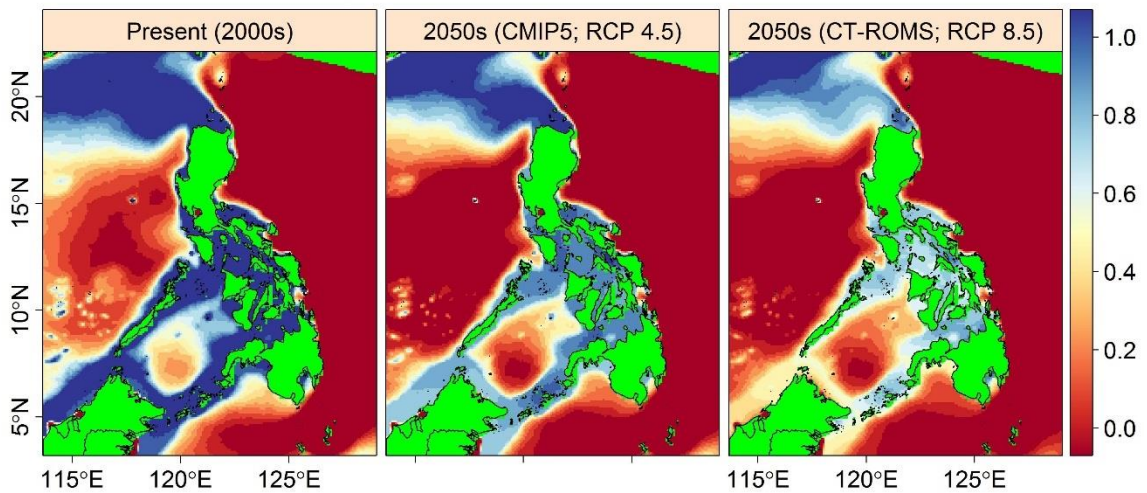 Present (2000s)
2050s (CMIP5; RCP 4.5)
2050s (CT-ROMS; RCP 8.5)
20°N
15°N
10°N
5°N
115°E
120°E
125°E
115°E
120°E
125°E
1.0
0.8
0.6
0.4
0.2
0.0